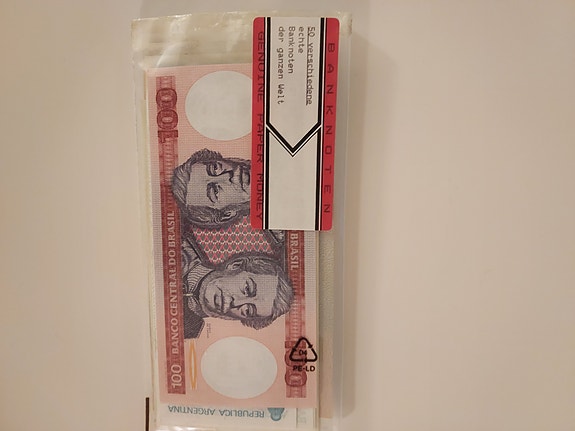 BANKNOTEN
50 verschiedene
echte
Banknoten
der ganzen Welt
GENUINE PAPER MONEY
100
BRASIL
BANCO CENTRAL DO BRASIL
100
100
PE-LD
REPUBLICA ARGENTINA